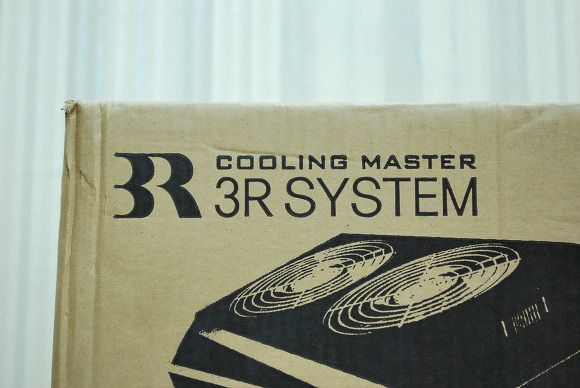 3R
COOLING MASTER
3R SYSTEM